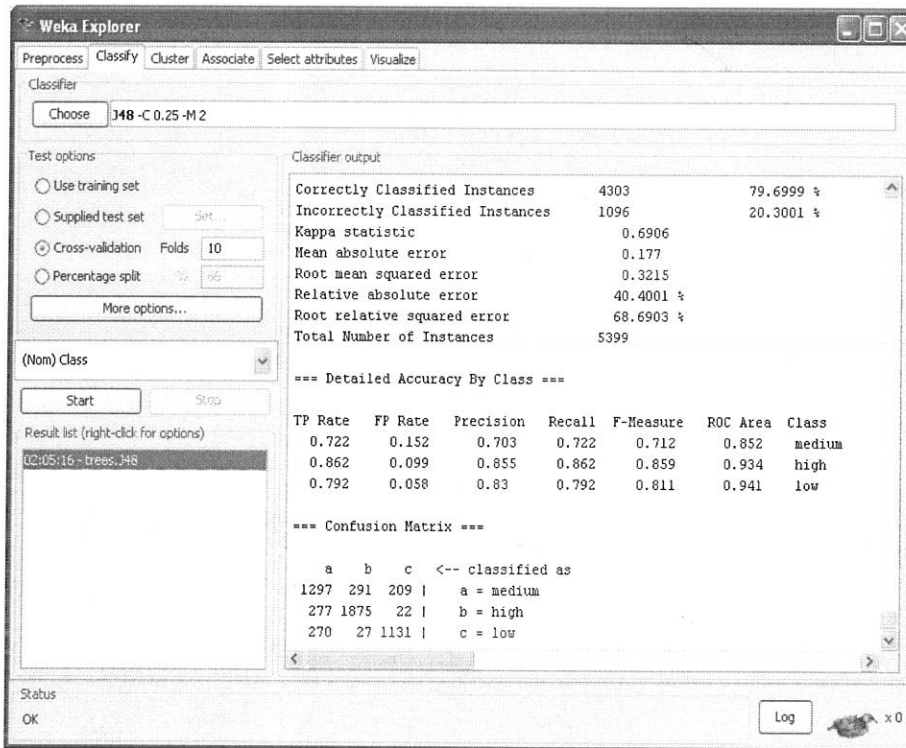 Weka Explorer
Preprocess Classify Cluster Associate Select attributes Visualize
Classifier
Choose J48 -C 0.25 -M 2
Test options
Use training set
Supplied test set Set...
Cross-validation Folds 10
Percentage split % 66
More options...
(Nom) Class
Start Stop
Result list (right-click for options)
02:05:16 - trees.J48
Classifier output
Correctly Classified Instances 4303 79.6999 %
Incorrectly Classified Instances 1096 20.3001 %
Kappa statistic 0.6906
Mean absolute error 0.177
Root mean squared error 0.3215
Relative absolute error 40.4001 %
Root relative squared error 68.6903 %
Total Number of Instances 5399
=== Detailed Accuracy By Class ===
TP Rate FP Rate Precision Recall F-Measure ROC Area Class
0.722 0.152 0.703 0.722 0.712 0.852 medium
0.862 0.099 0.855 0.862 0.859 0.934 high
0.792 0.058 0.83 0.792 0.811 0.941 low
=== Confusion Matrix ===
a b c <-- classified as
1297 291 209 | a = medium
277 1875 22 | b = high
270 27 1131 | c = low
Status
OK
Log
x 0